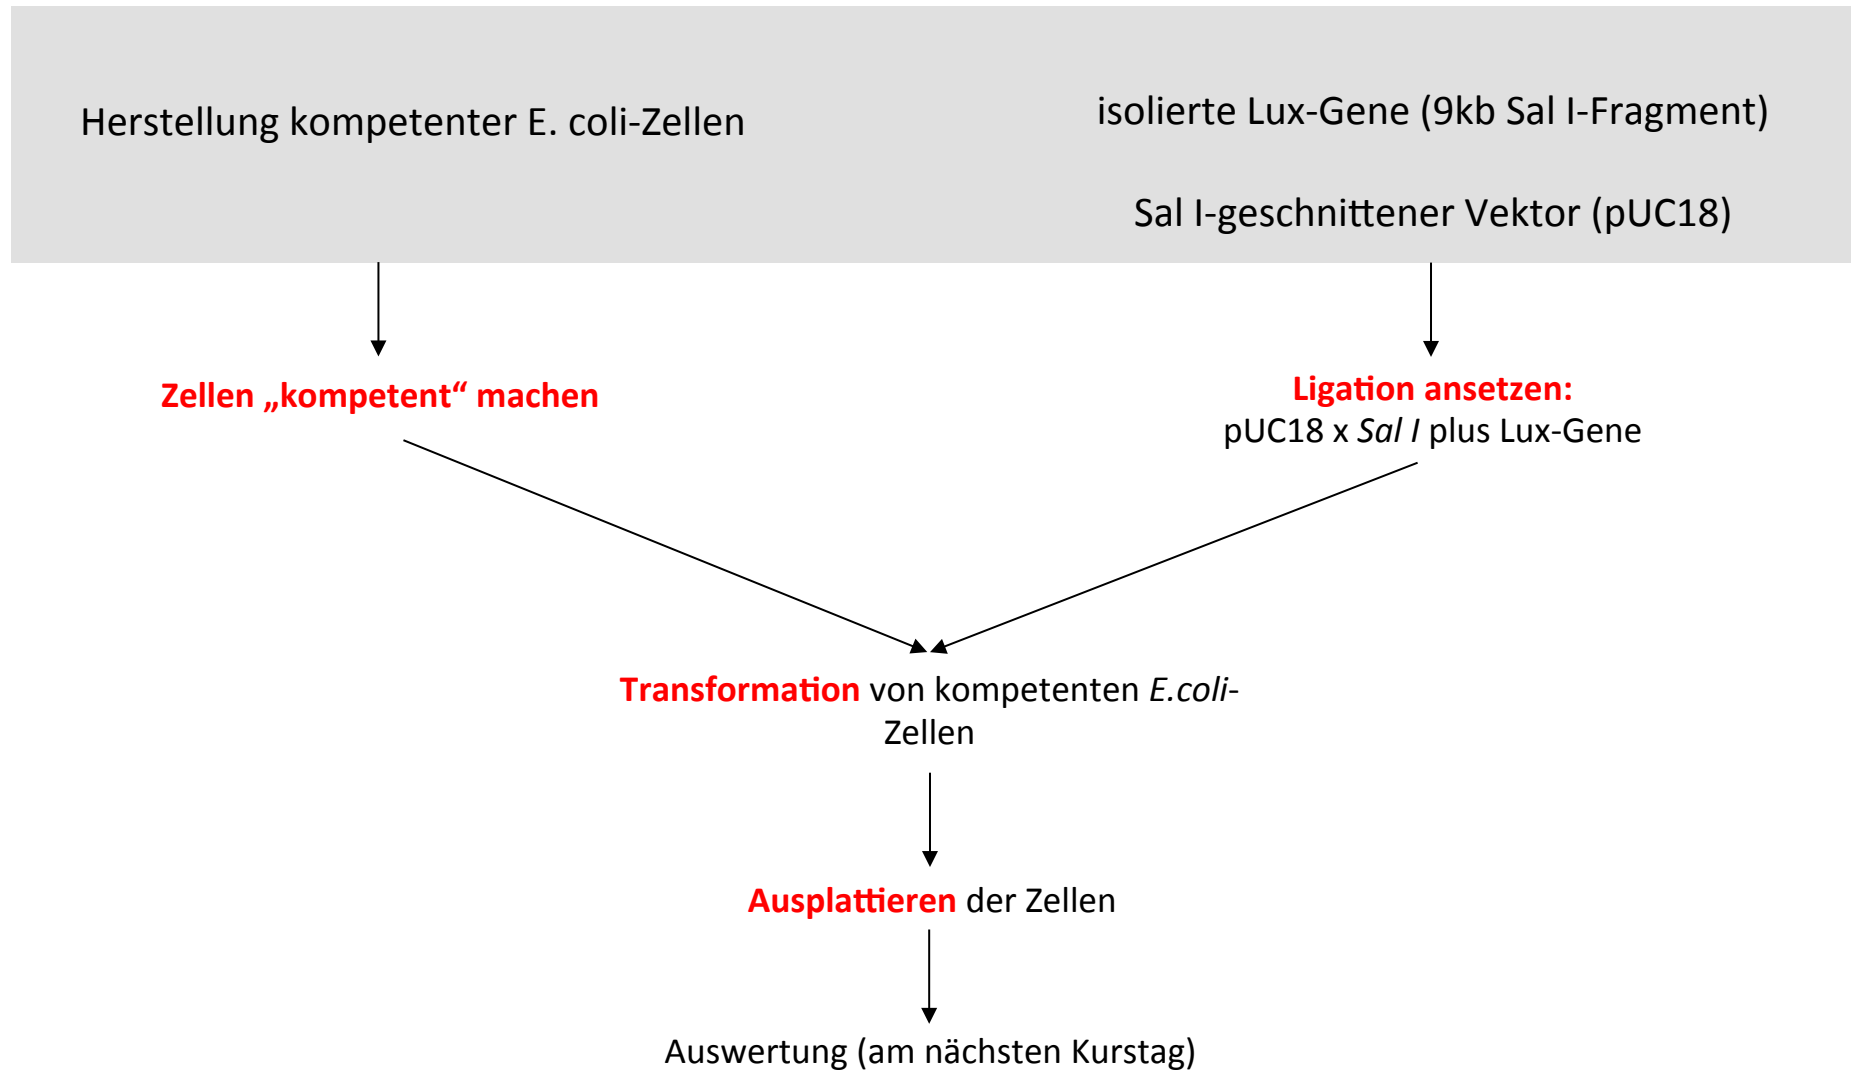 Herstellung kompetenter E. coli-Zellen
isolierte Lux-Gene (9kb Sal I-Fragment)
Sal I-geschnittener Vektor (pUC18)
Zellen „kompetent“ machen
Ligation ansetzen:
pUC18 x Sal I plus Lux-Gene
Transformation von kompetenten E.coli-
Zellen
Ausplattieren der Zellen
Auswertung (am nächsten Kurstag)